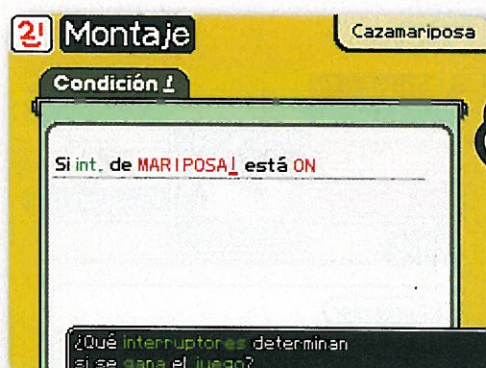 2! Montaje
Cazamariposa
Condición 1
Si int. de MARIPOSA1 está ON
¿Qué interruptores determinan
si se gana el juego?